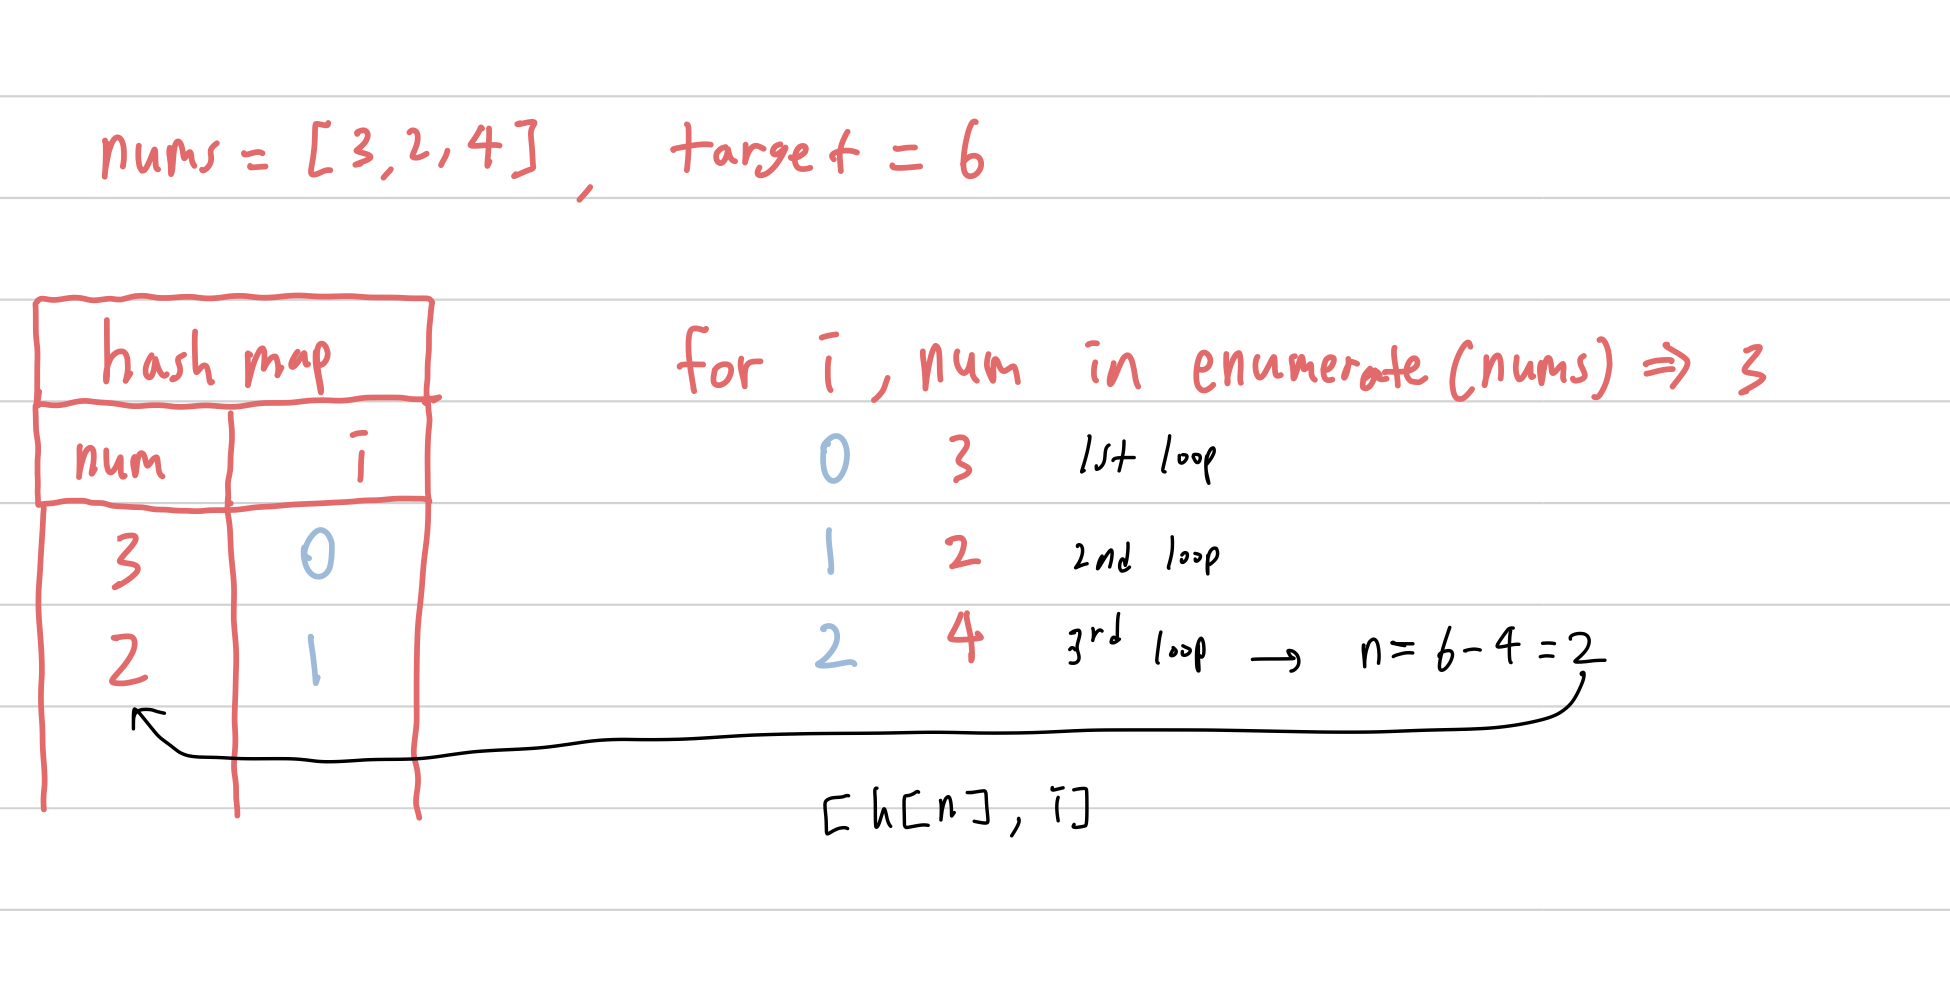 nums = [3,2,4], target = 6
hash map
num i
3 0
2 1
for i, num in enumerate(nums) ⇒ 3
0 3 1st loop
1 2 2nd loop
2 4 3rd loop → n = 6-4 = 2
[h[n], i]